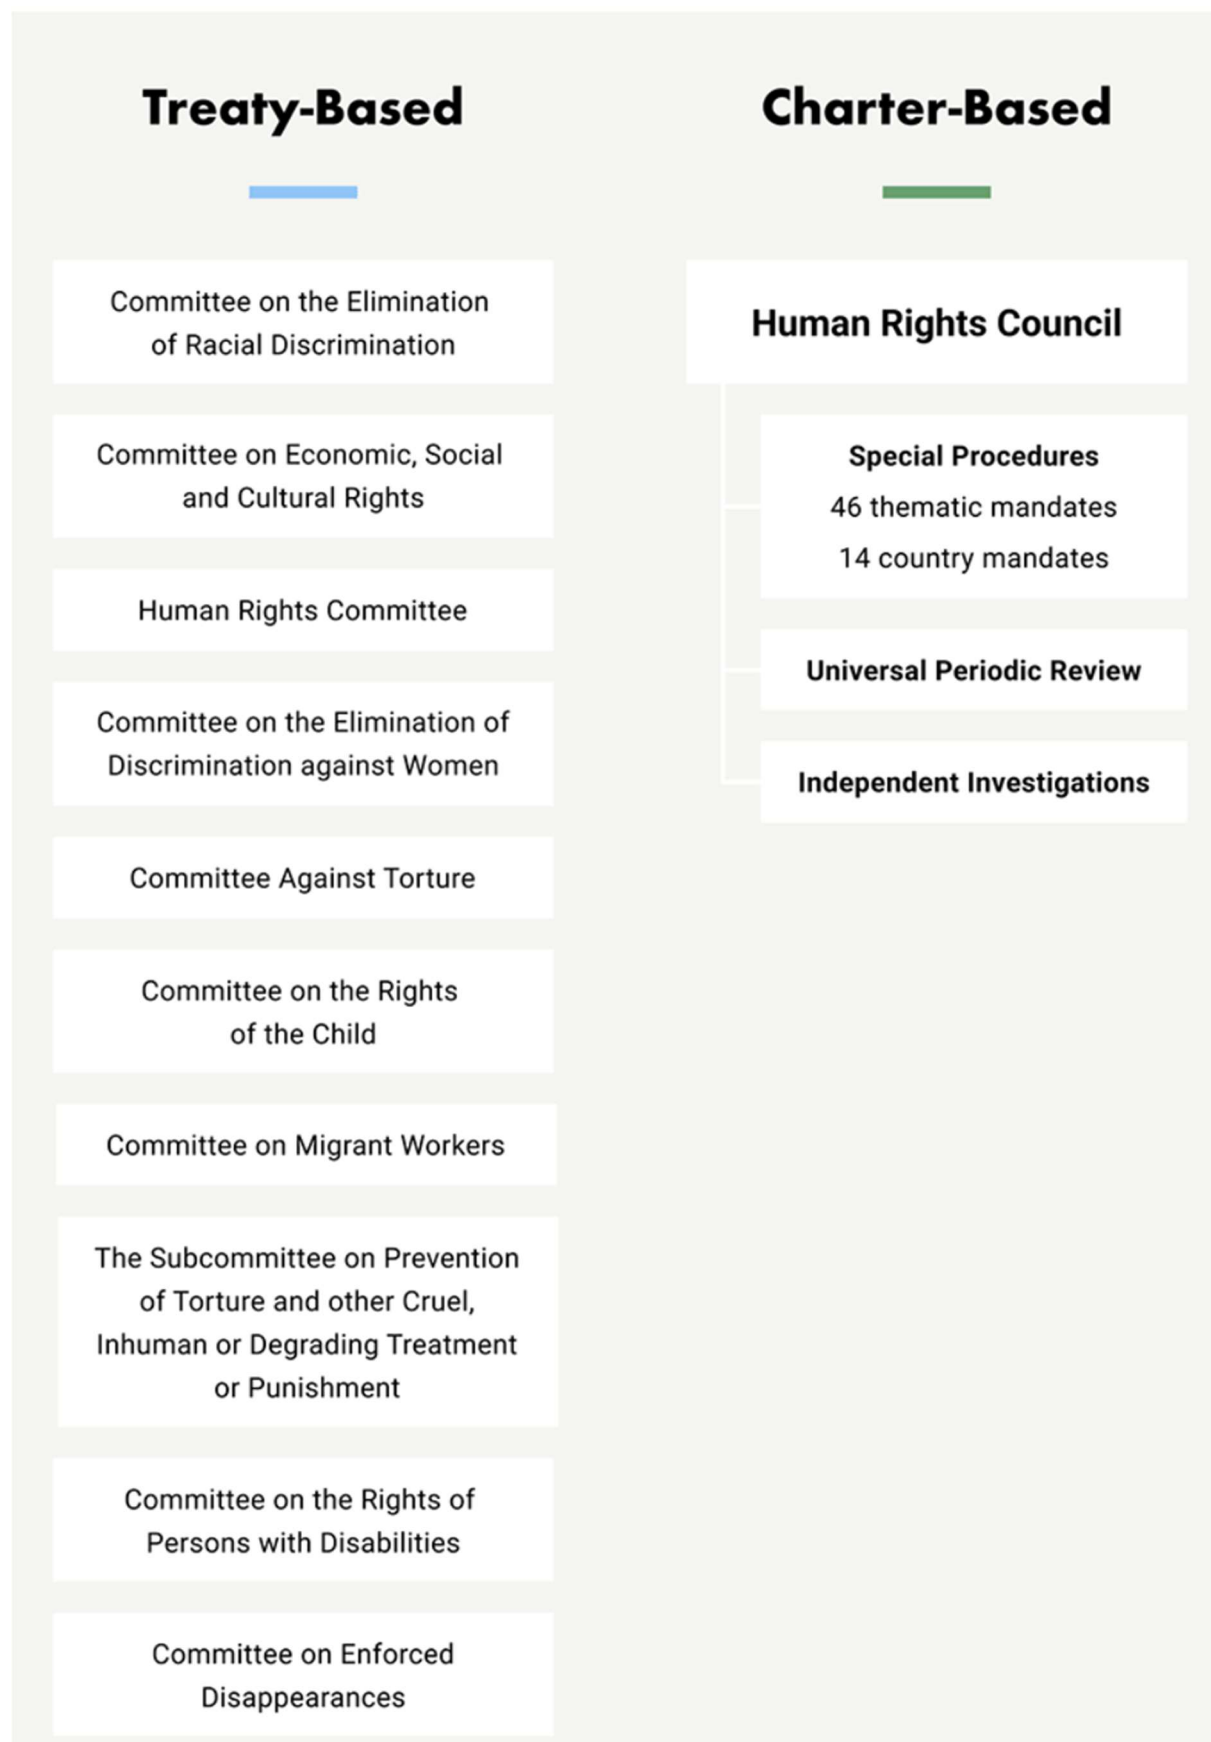 Treaty-Based
Committee on the Elimination
of Racial Discrimination
Committee on Economic, Social
and Cultural Rights
Human Rights Committee
Committee on the Elimination of
Discrimination against Women
Committee Against Torture
Committee on the Rights
of the Child
Committee on Migrant Workers
The Subcommittee on Prevention
of Torture and other Cruel,
Inhuman or Degrading Treatment
or Punishment
Committee on the Rights of
Persons with Disabilities
Committee on Enforced
Disappearances
Charter-Based
Human Rights Council
Special Procedures
46 thematic mandates
14 country mandates
Universal Periodic Review
Independent Investigations